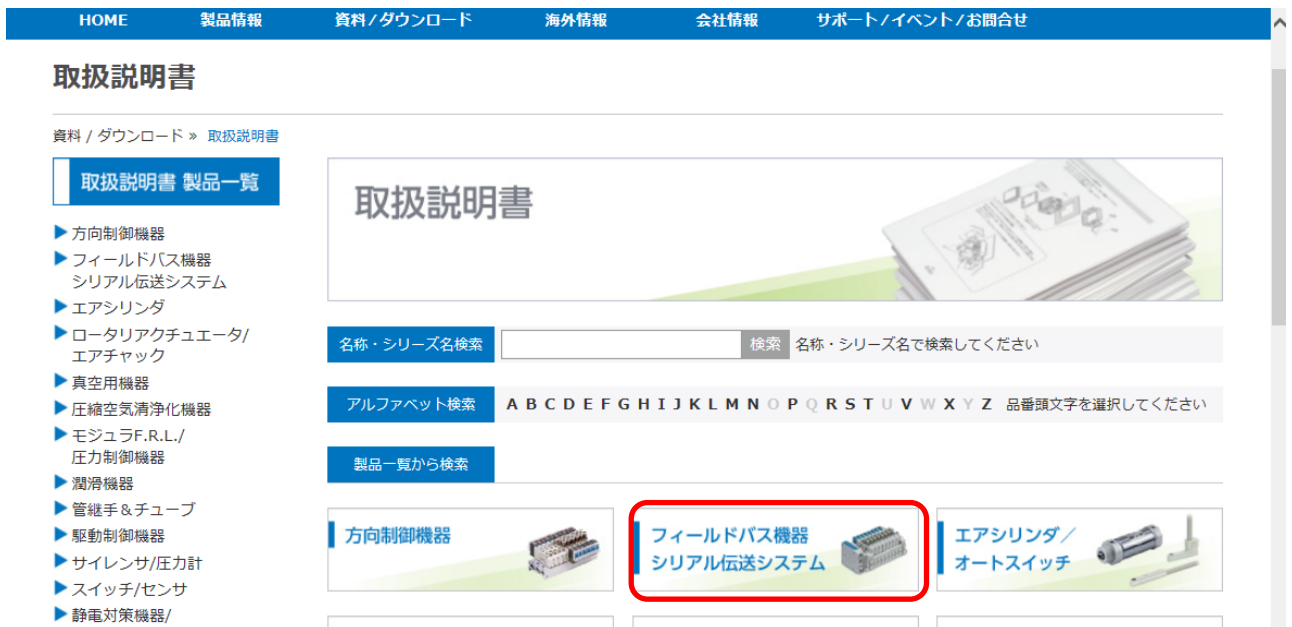 HOME 製品情報 資料/ダウンロード 海外情報 会社情報 サポート/イベント/お問合せ
取扱説明書
資料 / ダウンロード » 取扱説明書
取扱説明書 製品一覧
方向制御機器
フィールドバス機器
シリアル伝送システム
エアシリンダ
ロータリアクチュエータ/
エアチャック
真空用機器
圧縮空気清浄化機器
モジュラF.R.L./
圧力制御機器
潤滑機器
管継手＆チューブ
駆動制御機器
サイレンサ/圧力計
スイッチ/センサ
静電対策機器/
取扱説明書
名称・シリーズ名検索 検索 名称・シリーズ名で検索してください
アルファベット検索 A B C D E F G H I J K L M N O P Q R S T U V W X Y Z 品番頭文字を選択してください
製品一覧から検索
方向制御機器
フィールドバス機器
シリアル伝送システム
エアシリンダ／
オートスイッチ